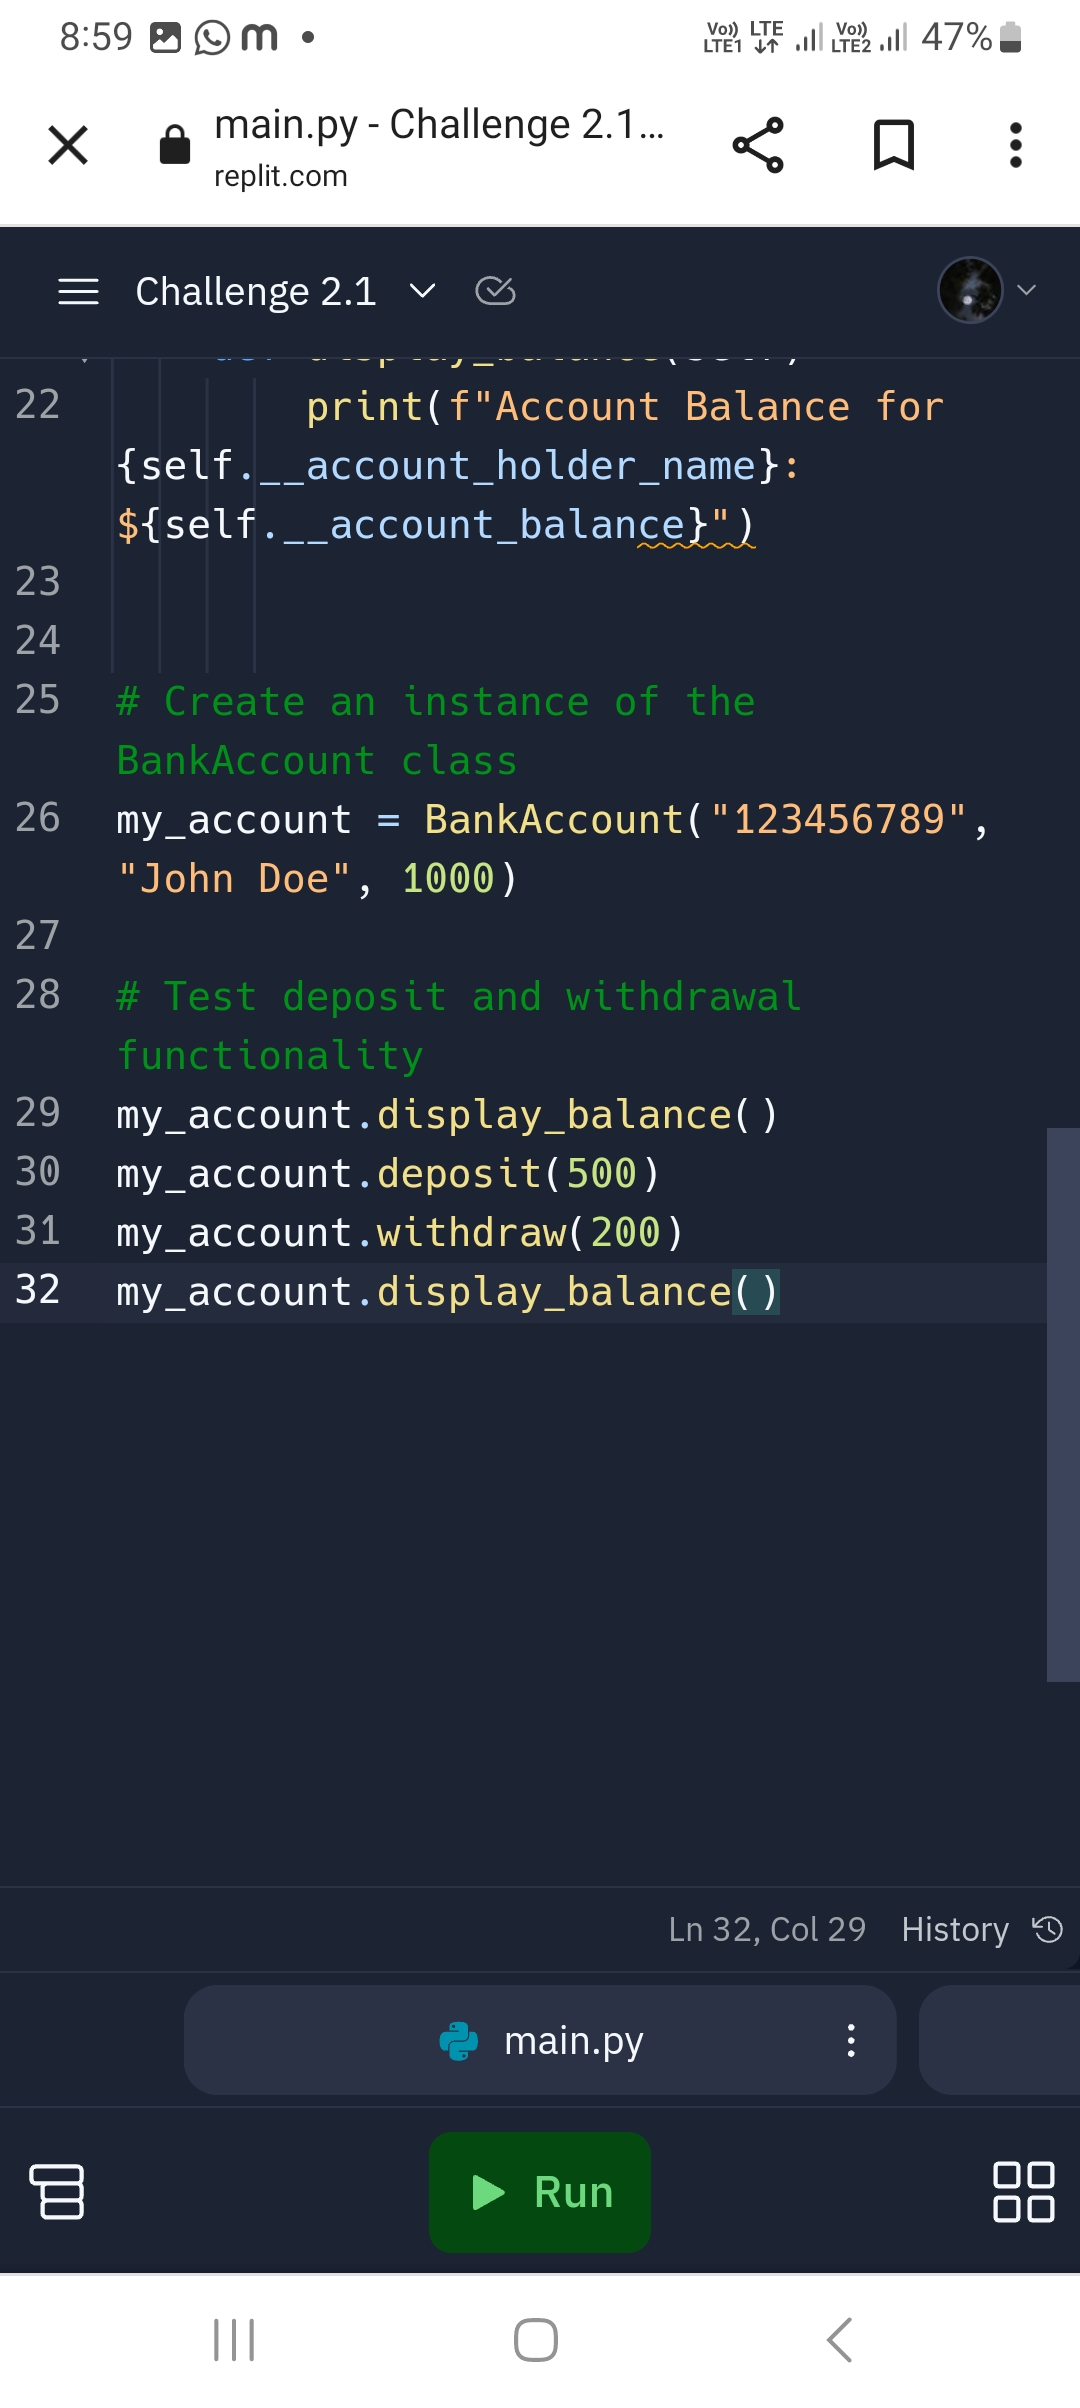 8:59 m
Vo)) LTE1 LTE Vo)) LTE2 47%
main.py - Challenge 2.1...
replit.com
Challenge 2.1
def display_balance(self)
22 print(f"Account Balance for
{self.__account_holder_name}:
${self.__account_balance}")
23
24
25 # Create an instance of the
BankAccount class
26 my_account = BankAccount("123456789",
"John Doe", 1000)
27
28 # Test deposit and withdrawal
functionality
29 my_account.display_balance()
30 my_account.deposit(500)
31 my_account.withdraw(200)
32 my_account.display_balance()
Ln 32, Col 29 History
main.py
Run